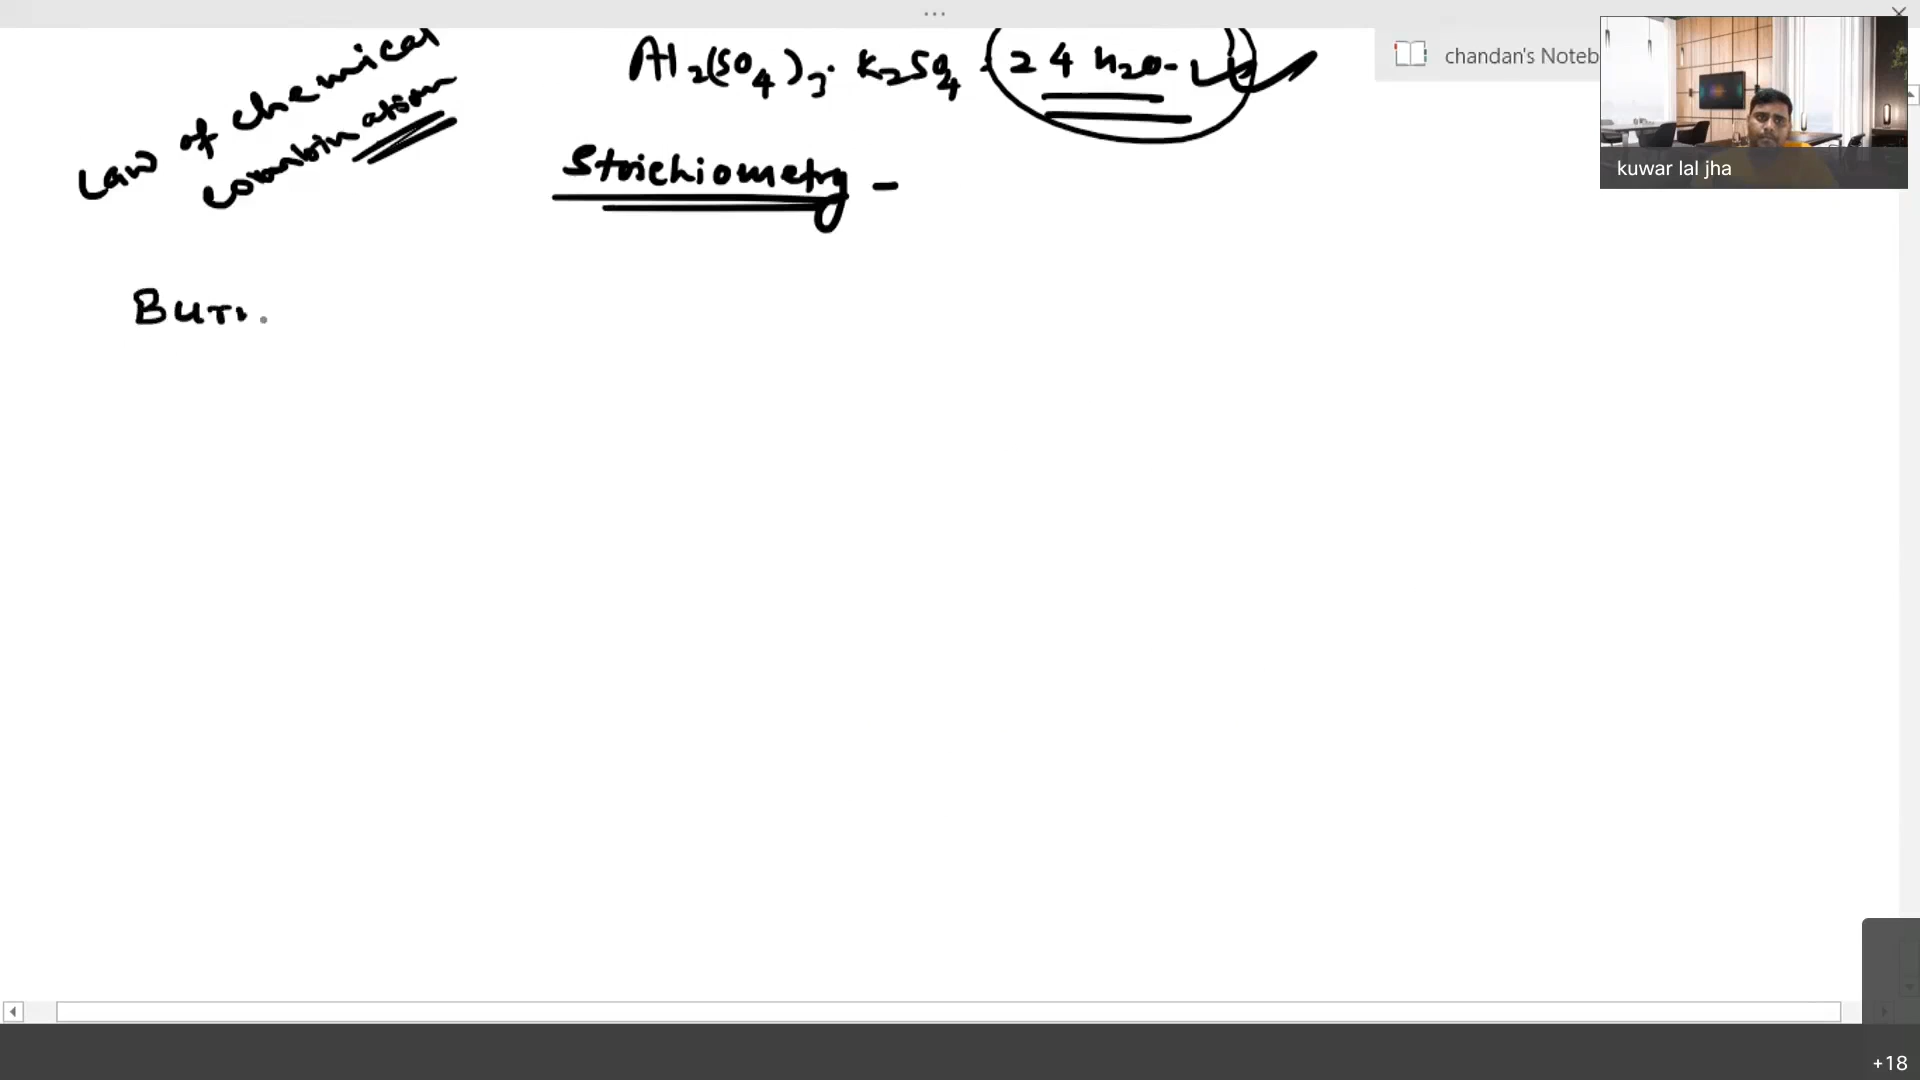 Law of chemical
combination
Al2(SO4)3. K2SO4 . 24 H2O-
chandan's Noteb
kuwar lal jha
Stoichiometry -
+18